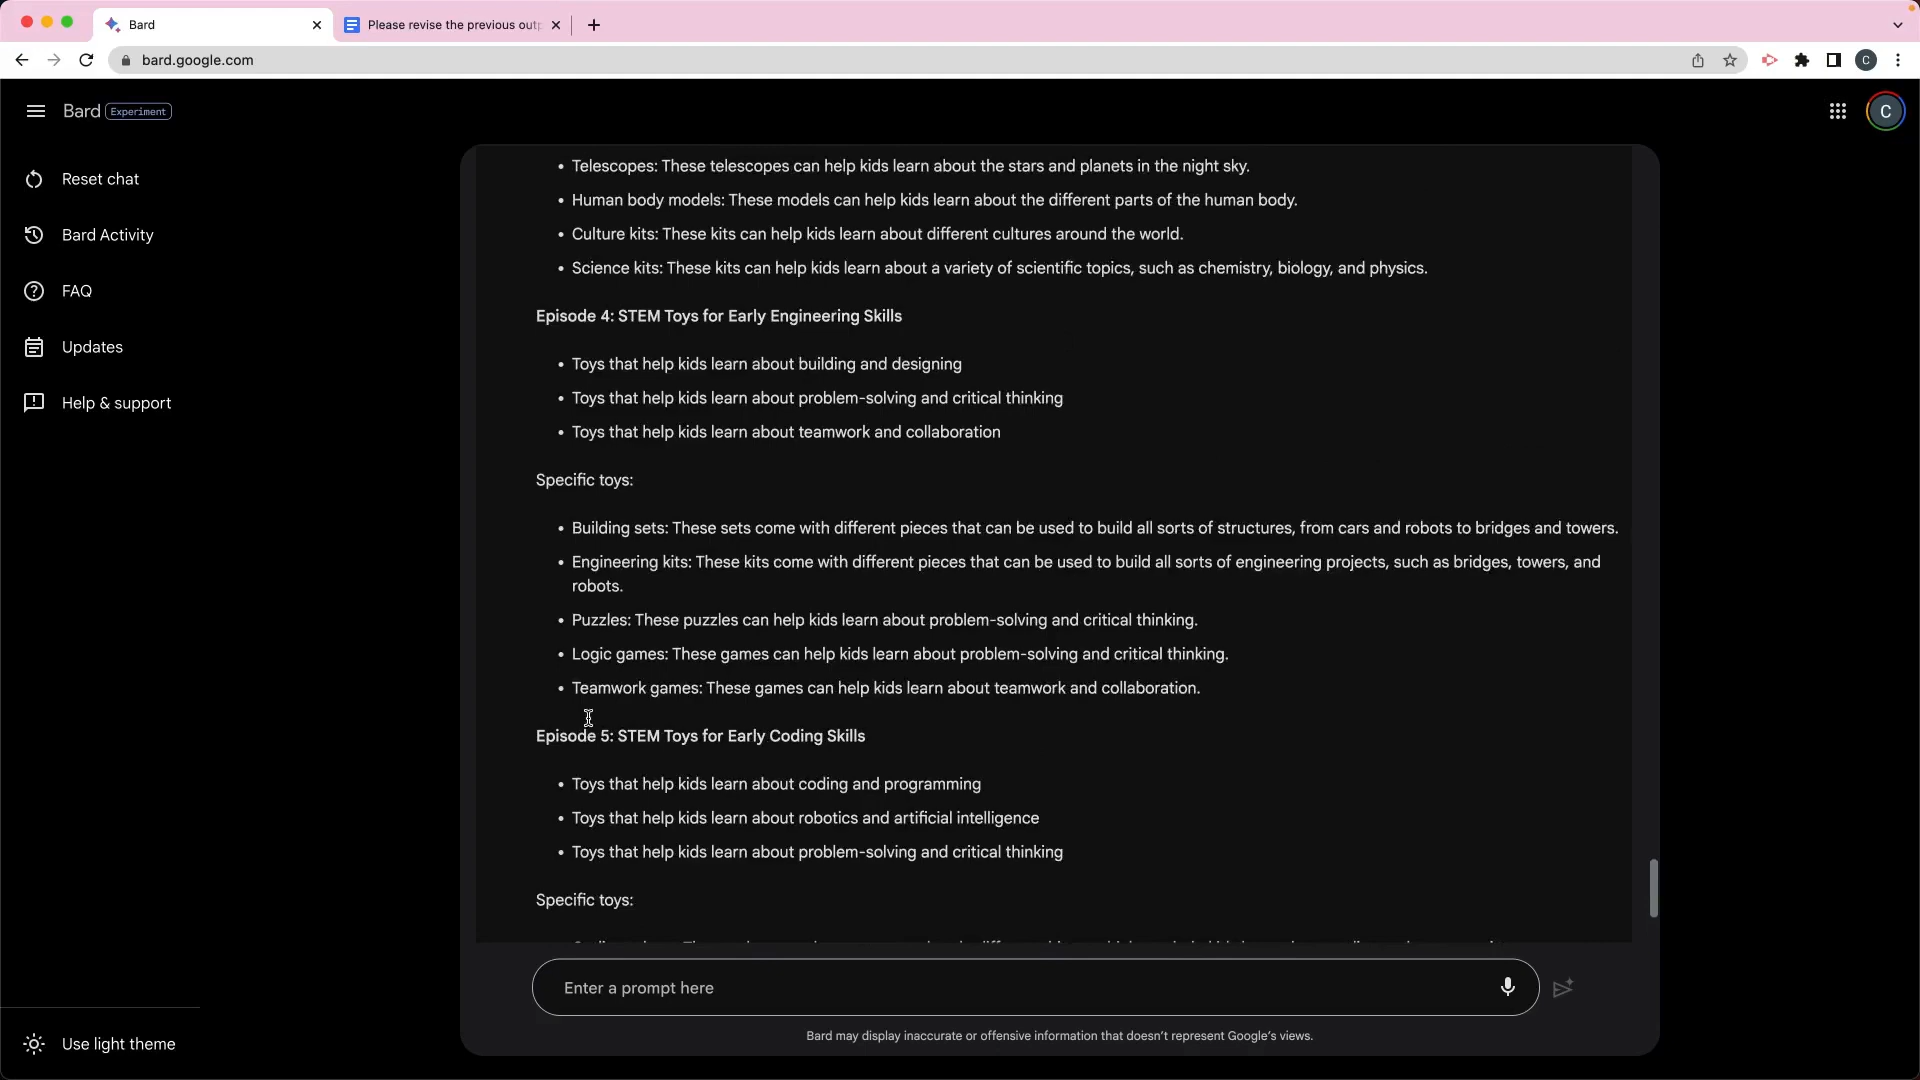 Bard
Please revise the previous outp
bard.google.com
C
Bard Experiment
C
Reset chat
Bard Activity
FAQ
Updates
Help & support
• Telescopes: These telescopes can help kids learn about the stars and planets in the night sky.
• Human body models: These models can help kids learn about the different parts of the human body.
• Culture kits: These kits can help kids learn about different cultures around the world.
• Science kits: These kits can help kids learn about a variety of scientific topics, such as chemistry, biology, and physics.
Episode 4: STEM Toys for Early Engineering Skills
• Toys that help kids learn about building and designing
• Toys that help kids learn about problem-solving and critical thinking
• Toys that help kids learn about teamwork and collaboration
Specific toys:
• Building sets: These sets come with different pieces that can be used to build all sorts of structures, from cars and robots to bridges and towers.
• Engineering kits: These kits come with different pieces that can be used to build all sorts of engineering projects, such as bridges, towers, and
robots.
• Puzzles: These puzzles can help kids learn about problem-solving and critical thinking.
• Logic games: These games can help kids learn about problem-solving and critical thinking.
• Teamwork games: These games can help kids learn about teamwork and collaboration.
Episode 5: STEM Toys for Early Coding Skills
• Toys that help kids learn about coding and programming
• Toys that help kids learn about robotics and artificial intelligence
• Toys that help kids learn about problem-solving and critical thinking
Specific toys:
Enter a prompt here
Bard may display inaccurate or offensive information that doesn't represent Google's views.
Use light theme